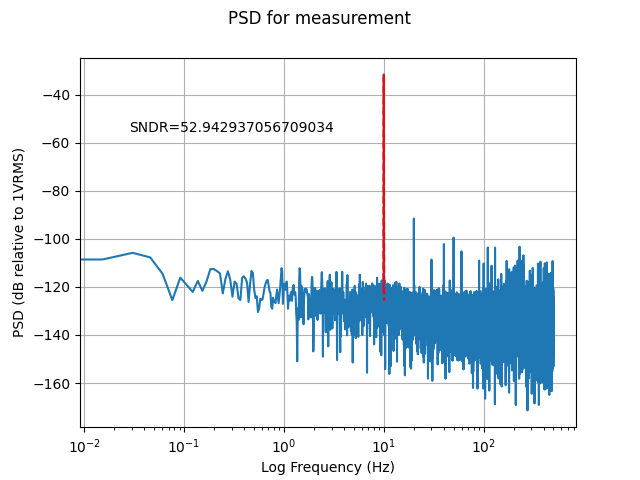 PSD for measurement
SNDR=52.942937056709034
PSD (dB relative to 1VRMS)
−40
−60
−80
−100
−120
−140
−160
10⁻² 10⁻¹ 10⁰ 10¹ 10²
Log Frequency (Hz)